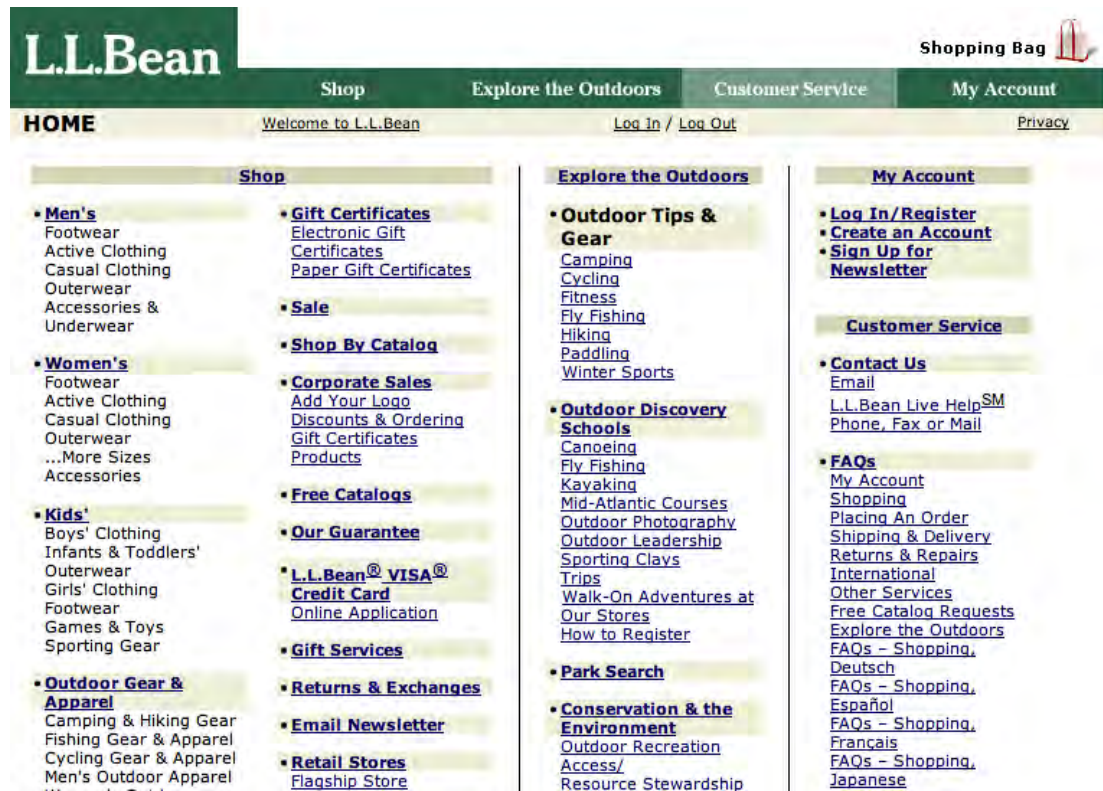 L.L.Bean
Shopping Bag
Shop
Explore the Outdoors
Customer Service
My Account
HOME
Welcome to L.L.Bean
Log In / Log Out
Privacy
Shop
• Men's
Footwear
Active Clothing
Casual Clothing
Outerwear
Accessories &
Underwear
• Women's
Footwear
Active Clothing
Casual Clothing
Outerwear
...More Sizes
Accessories
• Kids'
Boys' Clothing
Infants & Toddlers'
Outerwear
Girls' Clothing
Footwear
Games & Toys
Sporting Gear
• Outdoor Gear &
Apparel
Camping & Hiking Gear
Fishing Gear & Apparel
Cycling Gear & Apparel
Men's Outdoor Apparel
• Gift Certificates
Electronic Gift
Certificates
Paper Gift Certificates
• Sale
• Shop By Catalog
• Corporate Sales
Add Your Logo
Discounts & Ordering
Gift Certificates
Products
• Free Catalogs
• Our Guarantee
• L.L.Bean® VISA®
Credit Card
Online Application
• Gift Services
• Returns & Exchanges
• Email Newsletter
• Retail Stores
Flagship Store
Explore the Outdoors
• Outdoor Tips &
Gear
Camping
Cycling
Fitness
Fly Fishing
Hiking
Paddling
Winter Sports
• Outdoor Discovery
Schools
Canoeing
Fly Fishing
Kayaking
Mid-Atlantic Courses
Outdoor Photography
Outdoor Leadership
Sporting Clays
Trips
Walk-On Adventures at
Our Stores
How to Register
• Park Search
• Conservation & the
Environment
Outdoor Recreation
Access/
Resource Stewardship
My Account
• Log In/Register
• Create an Account
• Sign Up for
Newsletter
Customer Service
• Contact Us
Email
L.L.Bean Live Help SM
Phone, Fax or Mail
• FAQs
My Account
Shopping
Placing An Order
Shipping & Delivery
Returns & Repairs
International
Other Services
Free Catalog Requests
Explore the Outdoors
FAQs – Shopping,
Deutsch
FAQs – Shopping,
Español
FAQs – Shopping,
Français
FAQs – Shopping,
Japanese